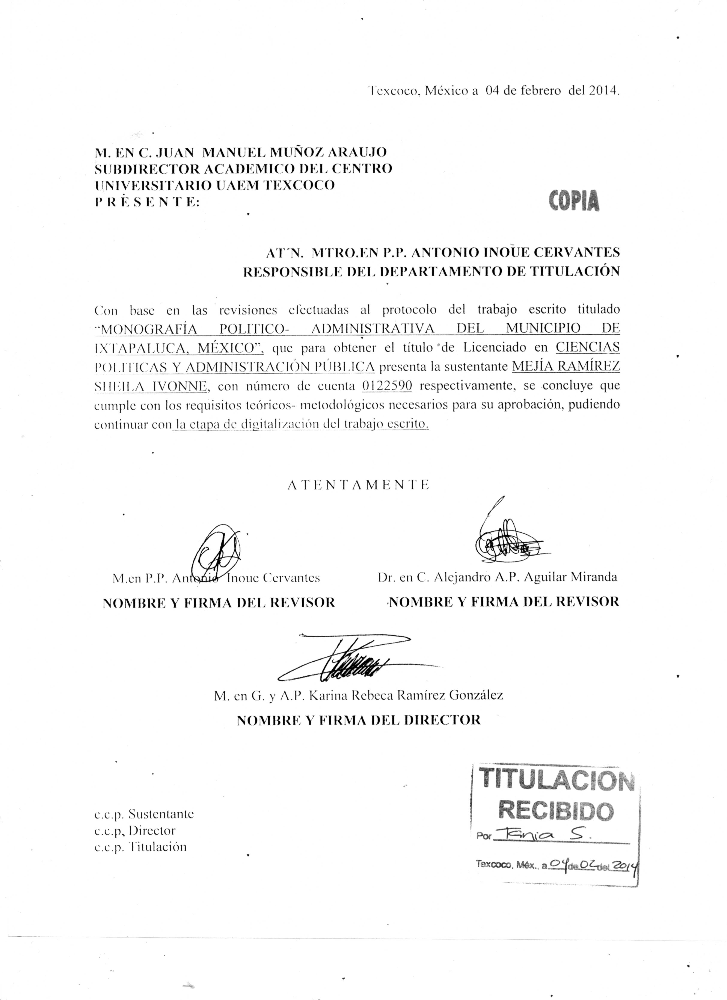 Texcoco, México a 04 de febrero del 2014.
M. EN C. JUAN MANUEL MUÑOZ ARAUJO
SUBDIRECTOR ACADEMICO DEL CENTRO
UNIVERSITARIO UAEM TEXCOCO
P R E S E N T E:
COPIA
AT´N. MTRO.EN P.P. ANTONIO INOUE CERVANTES
RESPONSIBLE DEL DEPARTAMENTO DE TITULACIÓN
Con base en las revisiones efectuadas al protocolo del trabajo escrito titulado
“MONOGRAFÍA POLITICO- ADMINISTRATIVA DEL MUNICIPIO DE
IXTAPALUCA, MÉXICO”, que para obtener el título de Licenciado en CIENCIAS
POLITICAS Y ADMINISTRACIÓN PÚBLICA presenta la sustentante MEJÍA RAMÍREZ
SHEILA IVONNE, con número de cuenta 0122590 respectivamente, se concluye que
cumple con los requisitos teóricos- metodológicos necesarios para su aprobación, pudiendo
continuar con la etapa de digitalización del trabajo escrito.
A T E N T A M E N T E
M.en P.P. Antonio Inoue Cervantes
Dr. en C. Alejandro A.P. Aguilar Miranda
NOMBRE Y FIRMA DEL REVISOR
NOMBRE Y FIRMA DEL REVISOR
M. en G. y A.P. Karina Rebeca Ramírez González
NOMBRE Y FIRMA DEL DIRECTOR
TITULACION
RECIBIDO
Por Tania S.
Texcoco, Méx., a 04 de 02 del 2014
c.c.p. Sustentante
c.c.p. Director
c.c.p. Titulación